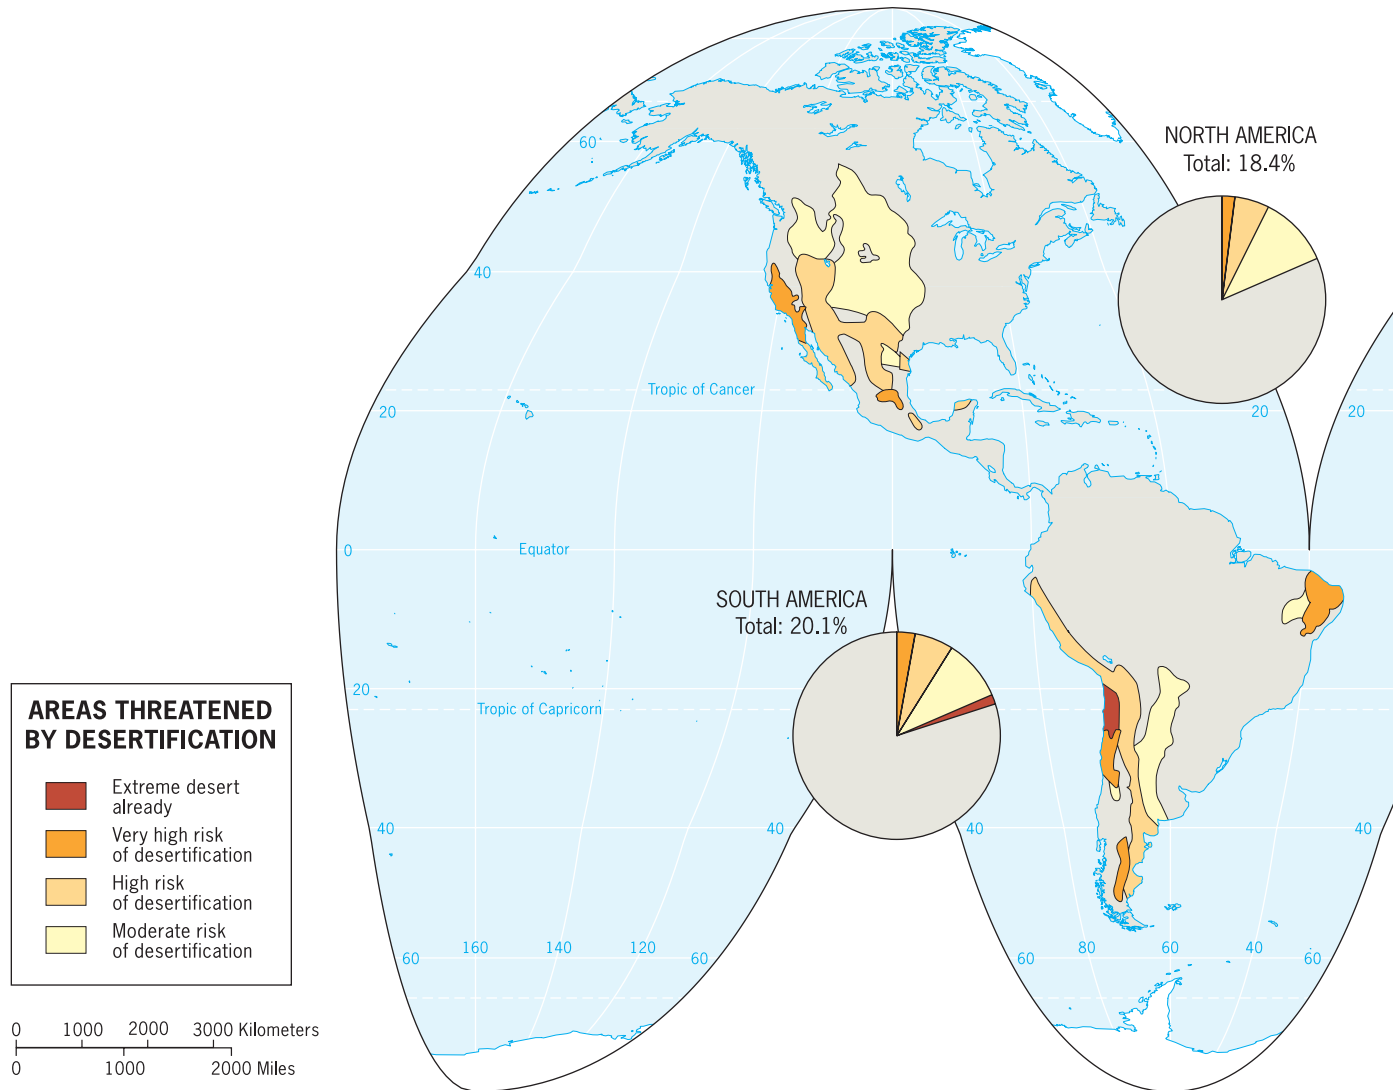 NORTH AMERICA
Total: 18.4%
60
40
Tropic of Cancer
20
20
20
0
Equator
SOUTH AMERICA
Total: 20.1%
20
Tropic of Capricorn
40
40
40
40
60
160
140
120
60
60
80
60
40
60
AREAS THREATENED
BY DESERTIFICATION
Extreme desert
already
Very high risk
of desertification
High risk
of desertification
Moderate risk
of desertification
0 1000 2000 3000 Kilometers
0 1000 2000 Miles